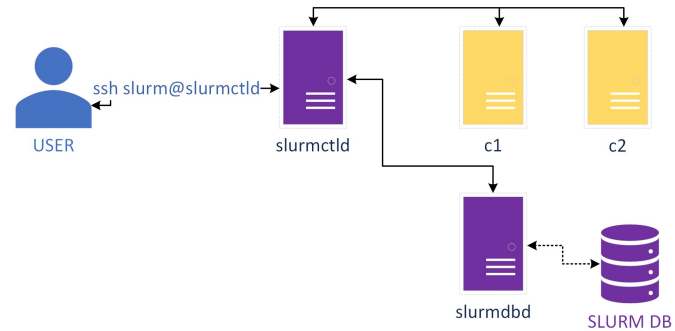 ssh slurm@slurmctld
USER
slurmctld
c1
c2
slurmdbd
SLURM DB